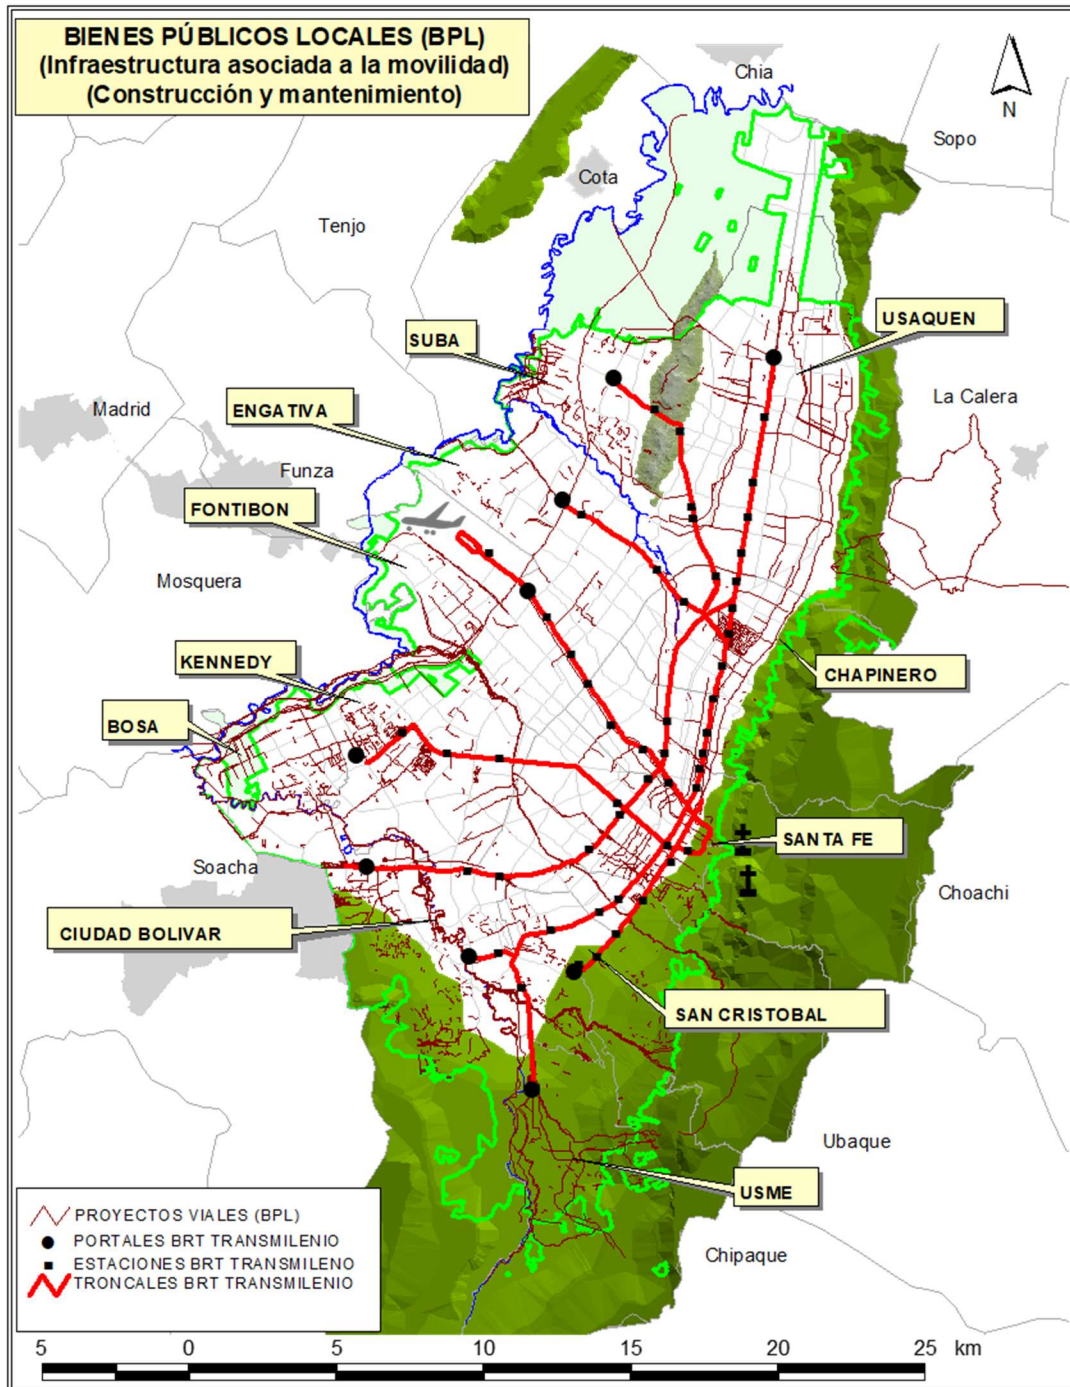 BIENES PÚBLICOS LOCALES (BPL)
(Infraestructura asociada a la movilidad)
(Construcción y mantenimiento)
Chia
N
Sopo
Cota
Tenjo
USAQUEN
SUBA
La Calera
Madrid
ENGATIVA
Funza
FONTIBON
Mosquera
KENNEDY
CHAPINERO
BOSA
SANTA FE
Soacha
Choachi
CIUDAD BOLIVAR
SAN CRISTOBAL
Ubaque
USME
Chipaque
PROYECTOS VIALES (BPL)
PORTALES BRT TRANSMILENIO
ESTACIONES BRT TRANSMILENO
TRONCALES BRT TRANSMILENIO
5 0 5 10 15 20 25 km